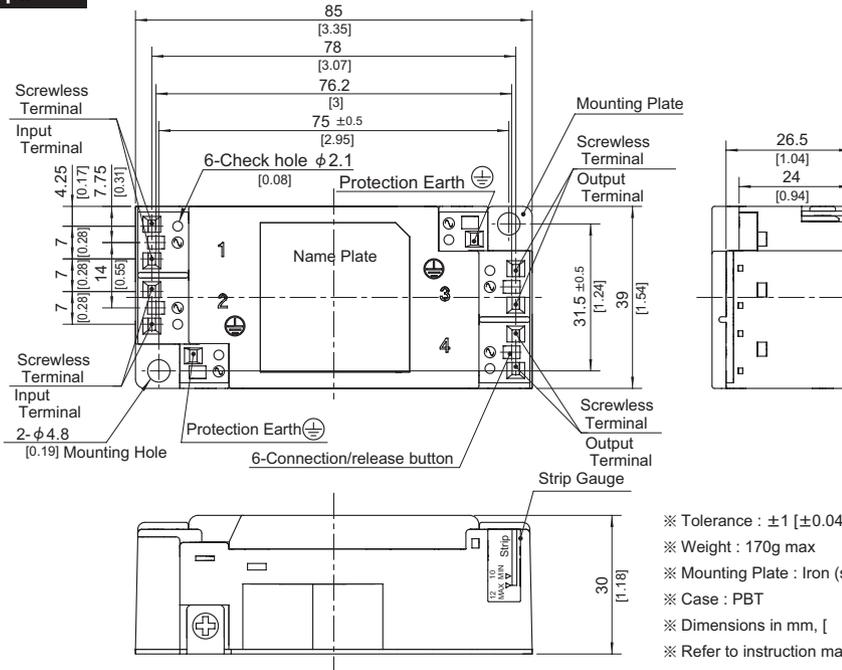 85
[3.35]
78
[3.07]
76.2
[3]
75 ±0.5
[2.95]
Screwless
Terminal
Input
Terminal
4.25
[0.17]
7.75
[0.31]
6-Check hole φ2.1
[0.08]
Protection Earth
Mounting Plate
Screwless
Terminal
Output
Terminal
26.5
[1.04]
24
[0.94]
7
[0.28]
7
[0.28]
14
[0.55]
7
[0.28]
1
2
Name Plate
3
4
31.5 ±0.5
[1.24]
39
[1.54]
Screwless
Terminal
Input
Terminal
2-φ4.8
[0.19] Mounting Hole
Protection Earth
6-Connection/release button
Screwless
Terminal
Output
Terminal
Strip Gauge
Strip
12 10
MAX MIN
30
[1.18]
※ Tolerance : ±1 [±0.04
※ Weight : 170g max
※ Mounting Plate : Iron (
※ Case : PBT
※ Dimensions in mm, [
※ Refer to instruction